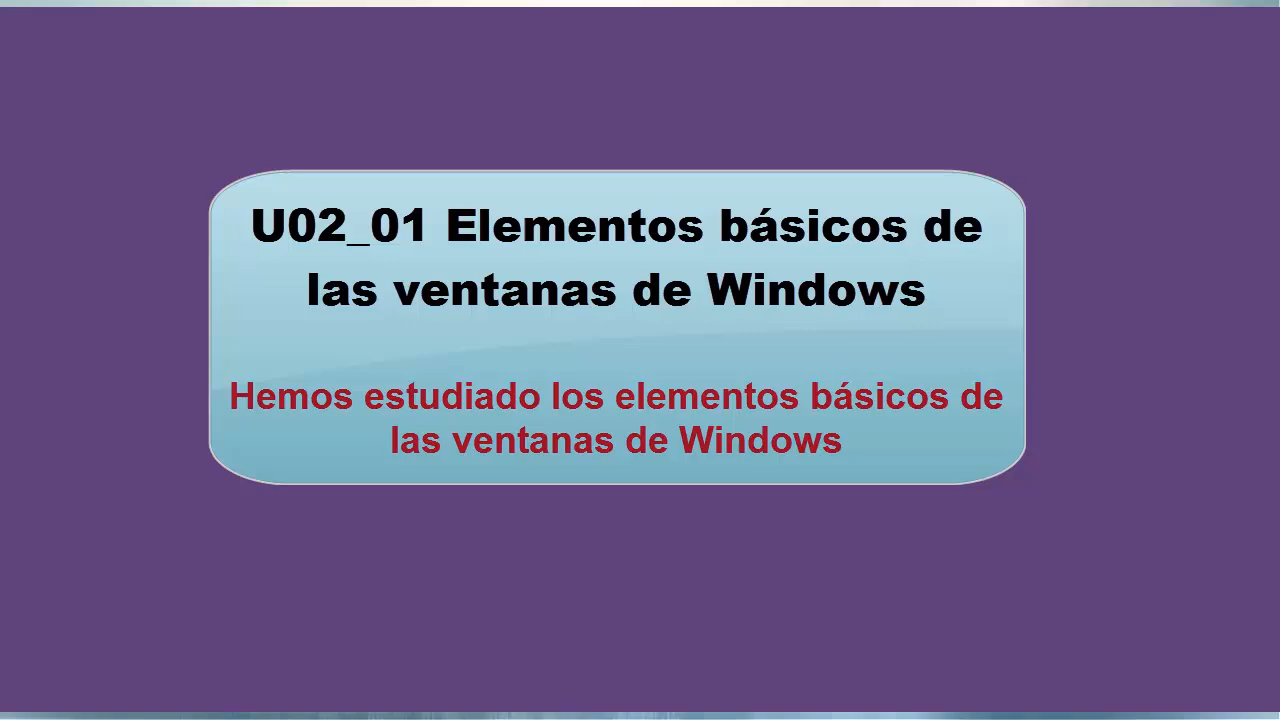 U02_01 Elementos básicos de
las ventanas de Windows
Hemos estudiado los elementos básicos de
las ventanas de Windows